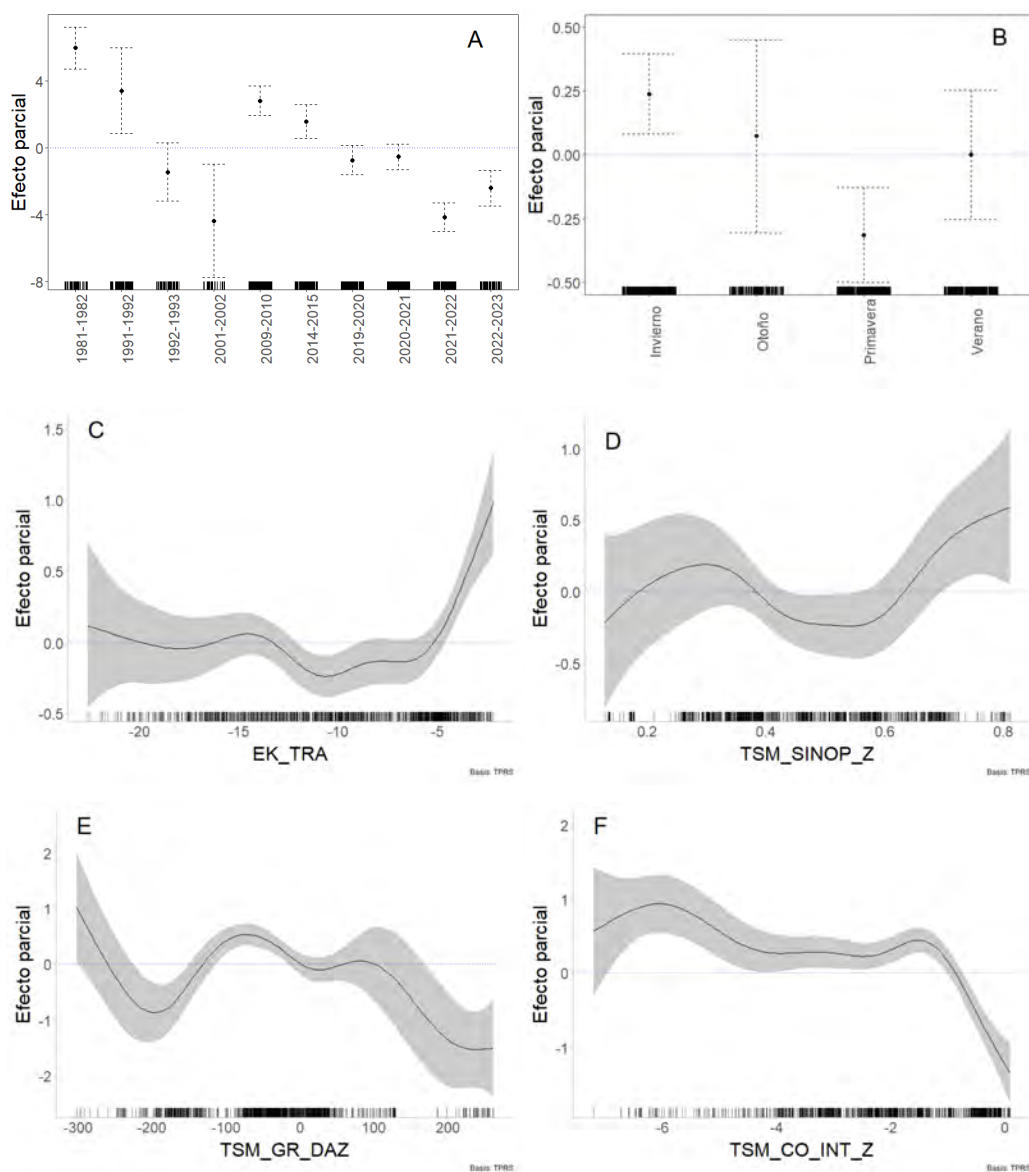 A
Efecto parcial
4
0
-4
-8
1981-1982
1991-1992
1992-1993
2001-2002
2009-2010
2014-2015
2019-2020
2020-2021
2021-2022
2022-2023
B
Efecto parcial
0.50
0.25
0.00
-0.25
-0.50
Invierno
Otoño
Primavera
Verano
C
Efecto parcial
1.5
1.0
0.5
0.0
-0.5
-20 -15 -10 -5
EK_TRA
Basis: TPRS
D
Efecto parcial
1.0
0.5
0.0
-0.5
0.2 0.4 0.6 0.8
TSM_SINOP_Z
Basis: TPRS
E
Efecto parcial
2
1
0
-1
-2
-300 -200 -100 0 100 200
TSM_GR_DAZ
Basis: TPRS
F
Efecto parcial
2
1
0
-1
-6 -4 -2 0
TSM_CO_INT_Z
Basis: TPRS